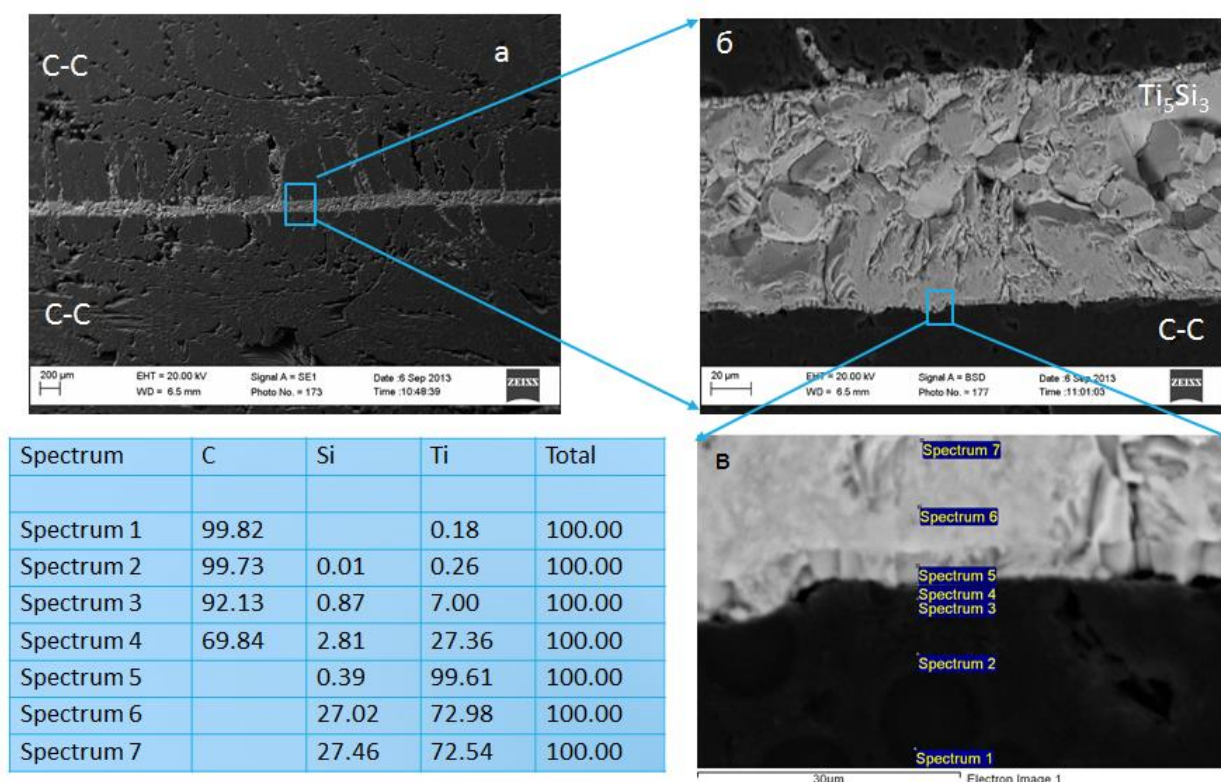 C-C
а
C-C
200 µm
EHT = 20.00 kV
WD = 6.5 mm
Signal A = SE1
Photo No. = 173
Date :6 Sep 2013
Time :10:48:39
ZEISS
б
Ti₅Si₃
C-C
20 µm
EHT = 20.00 kV
WD = 6.5 mm
Signal A = BSD
Photo No. = 177
Date :6 Sep 2013
Time :11:01:03
ZEISS
Spectrum C Si Ti Total
Spectrum 1 99.82 0.18 100.00
Spectrum 2 99.73 0.01 0.26 100.00
Spectrum 3 92.13 0.87 7.00 100.00
Spectrum 4 69.84 2.81 27.36 100.00
Spectrum 5 0.39 99.61 100.00
Spectrum 6 27.02 72.98 100.00
Spectrum 7 27.46 72.54 100.00
в
Spectrum 7
Spectrum 6
Spectrum 5
Spectrum 4
Spectrum 3
Spectrum 2
Spectrum 1
30µm
Electron Image 1